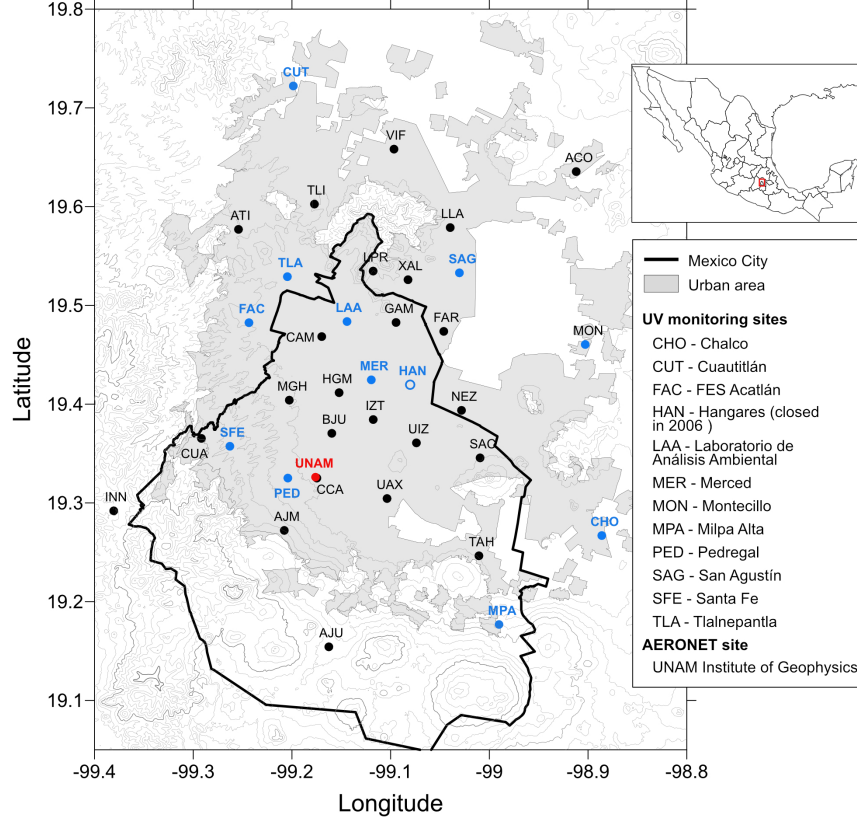 19.8
CUT
19.7
VIF
ACO
TLI
19.6
ATI
LLA
TLA
LPR
XAL
SAG
19.5
FAC
LAA
GAM
FAR
CAM
MON
MER
HAN
MGH
HGM
NEZ
19.4
IZT
BJU
UIZ
SFE
SAC
CUA
UNAM
PED
CCA
UAX
19.3
INN
AJM
CHO
TAH
19.2
MPA
AJU
19.1
-99.4
-99.3
-99.2
-99.1
-99
-98.9
-98.8
Latitude
Longitude
Mexico City
Urban area
UV monitoring sites
CHO - Chalco
CUT - Cuautitlán
FAC - FES Acatlán
HAN - Hangares (closed
in 2006 )
LAA - Laboratorio de
Análisis Ambiental
MER - Merced
MON - Montecillo
MPA - Milpa Alta
PED - Pedregal
SAG - San Agustín
SFE - Santa Fe
TLA - Tlalnepantla
AERONET site
UNAM Institute of Geophysics